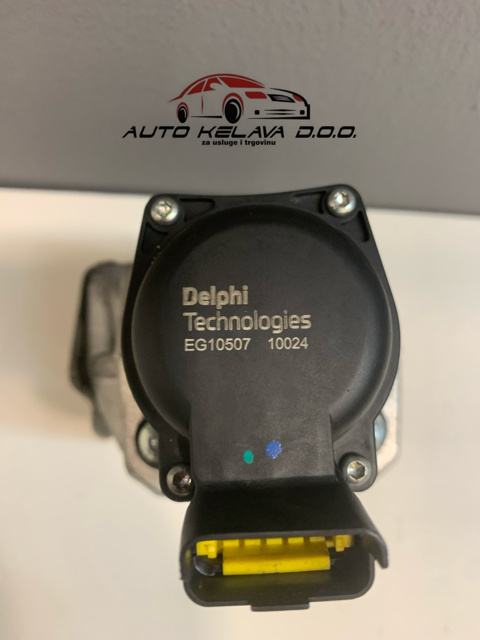 AUTO KELAVA D.O.O.
za usluge i trgovinu
Delphi
Technologies
EG10507 10024